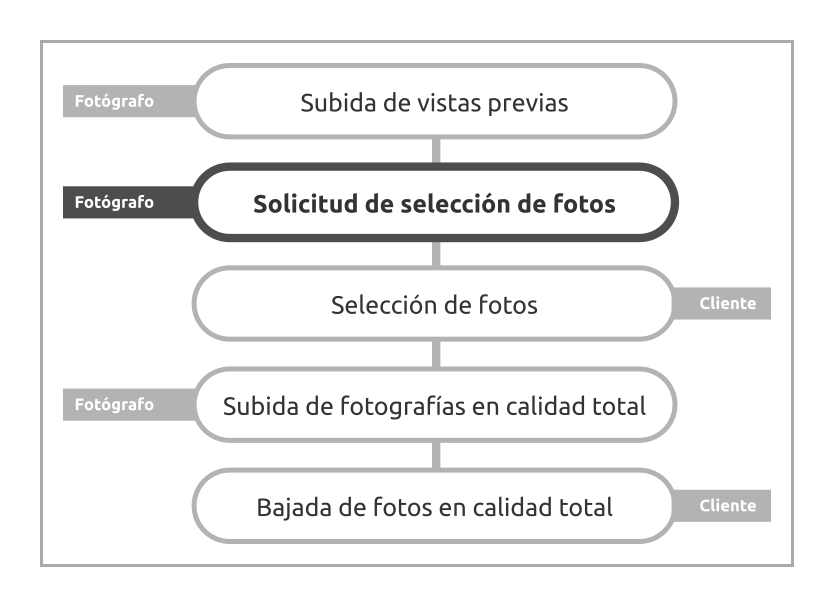 Fotógrafo
Subida de vistas previas
Fotógrafo
Solicitud de selección de fotos
Selección de fotos
Cliente
Fotógrafo
Subida de fotografías en calidad total
Bajada de fotos en calidad total
Cliente